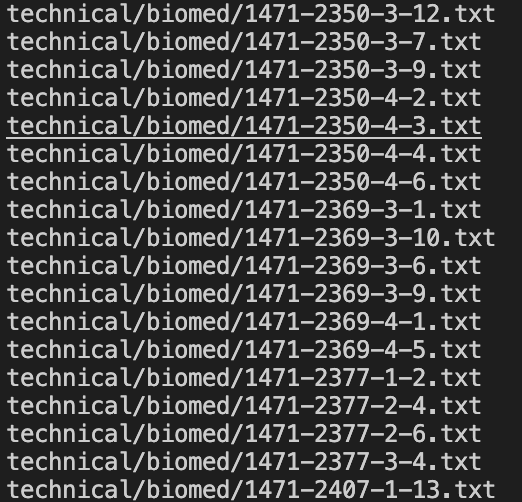 technical/biomed/1471-2350-3-12.txt
technical/biomed/1471-2350-3-7.txt
technical/biomed/1471-2350-3-9.txt
technical/biomed/1471-2350-4-2.txt
technical/biomed/1471-2350-4-3.txt
technical/biomed/1471-2350-4-4.txt
technical/biomed/1471-2350-4-6.txt
technical/biomed/1471-2369-3-1.txt
technical/biomed/1471-2369-3-10.txt
technical/biomed/1471-2369-3-6.txt
technical/biomed/1471-2369-3-9.txt
technical/biomed/1471-2369-4-1.txt
technical/biomed/1471-2369-4-5.txt
technical/biomed/1471-2377-1-2.txt
technical/biomed/1471-2377-2-4.txt
technical/biomed/1471-2377-2-6.txt
technical/biomed/1471-2377-3-4.txt
technical/biomed/1471-2407-1-13.txt